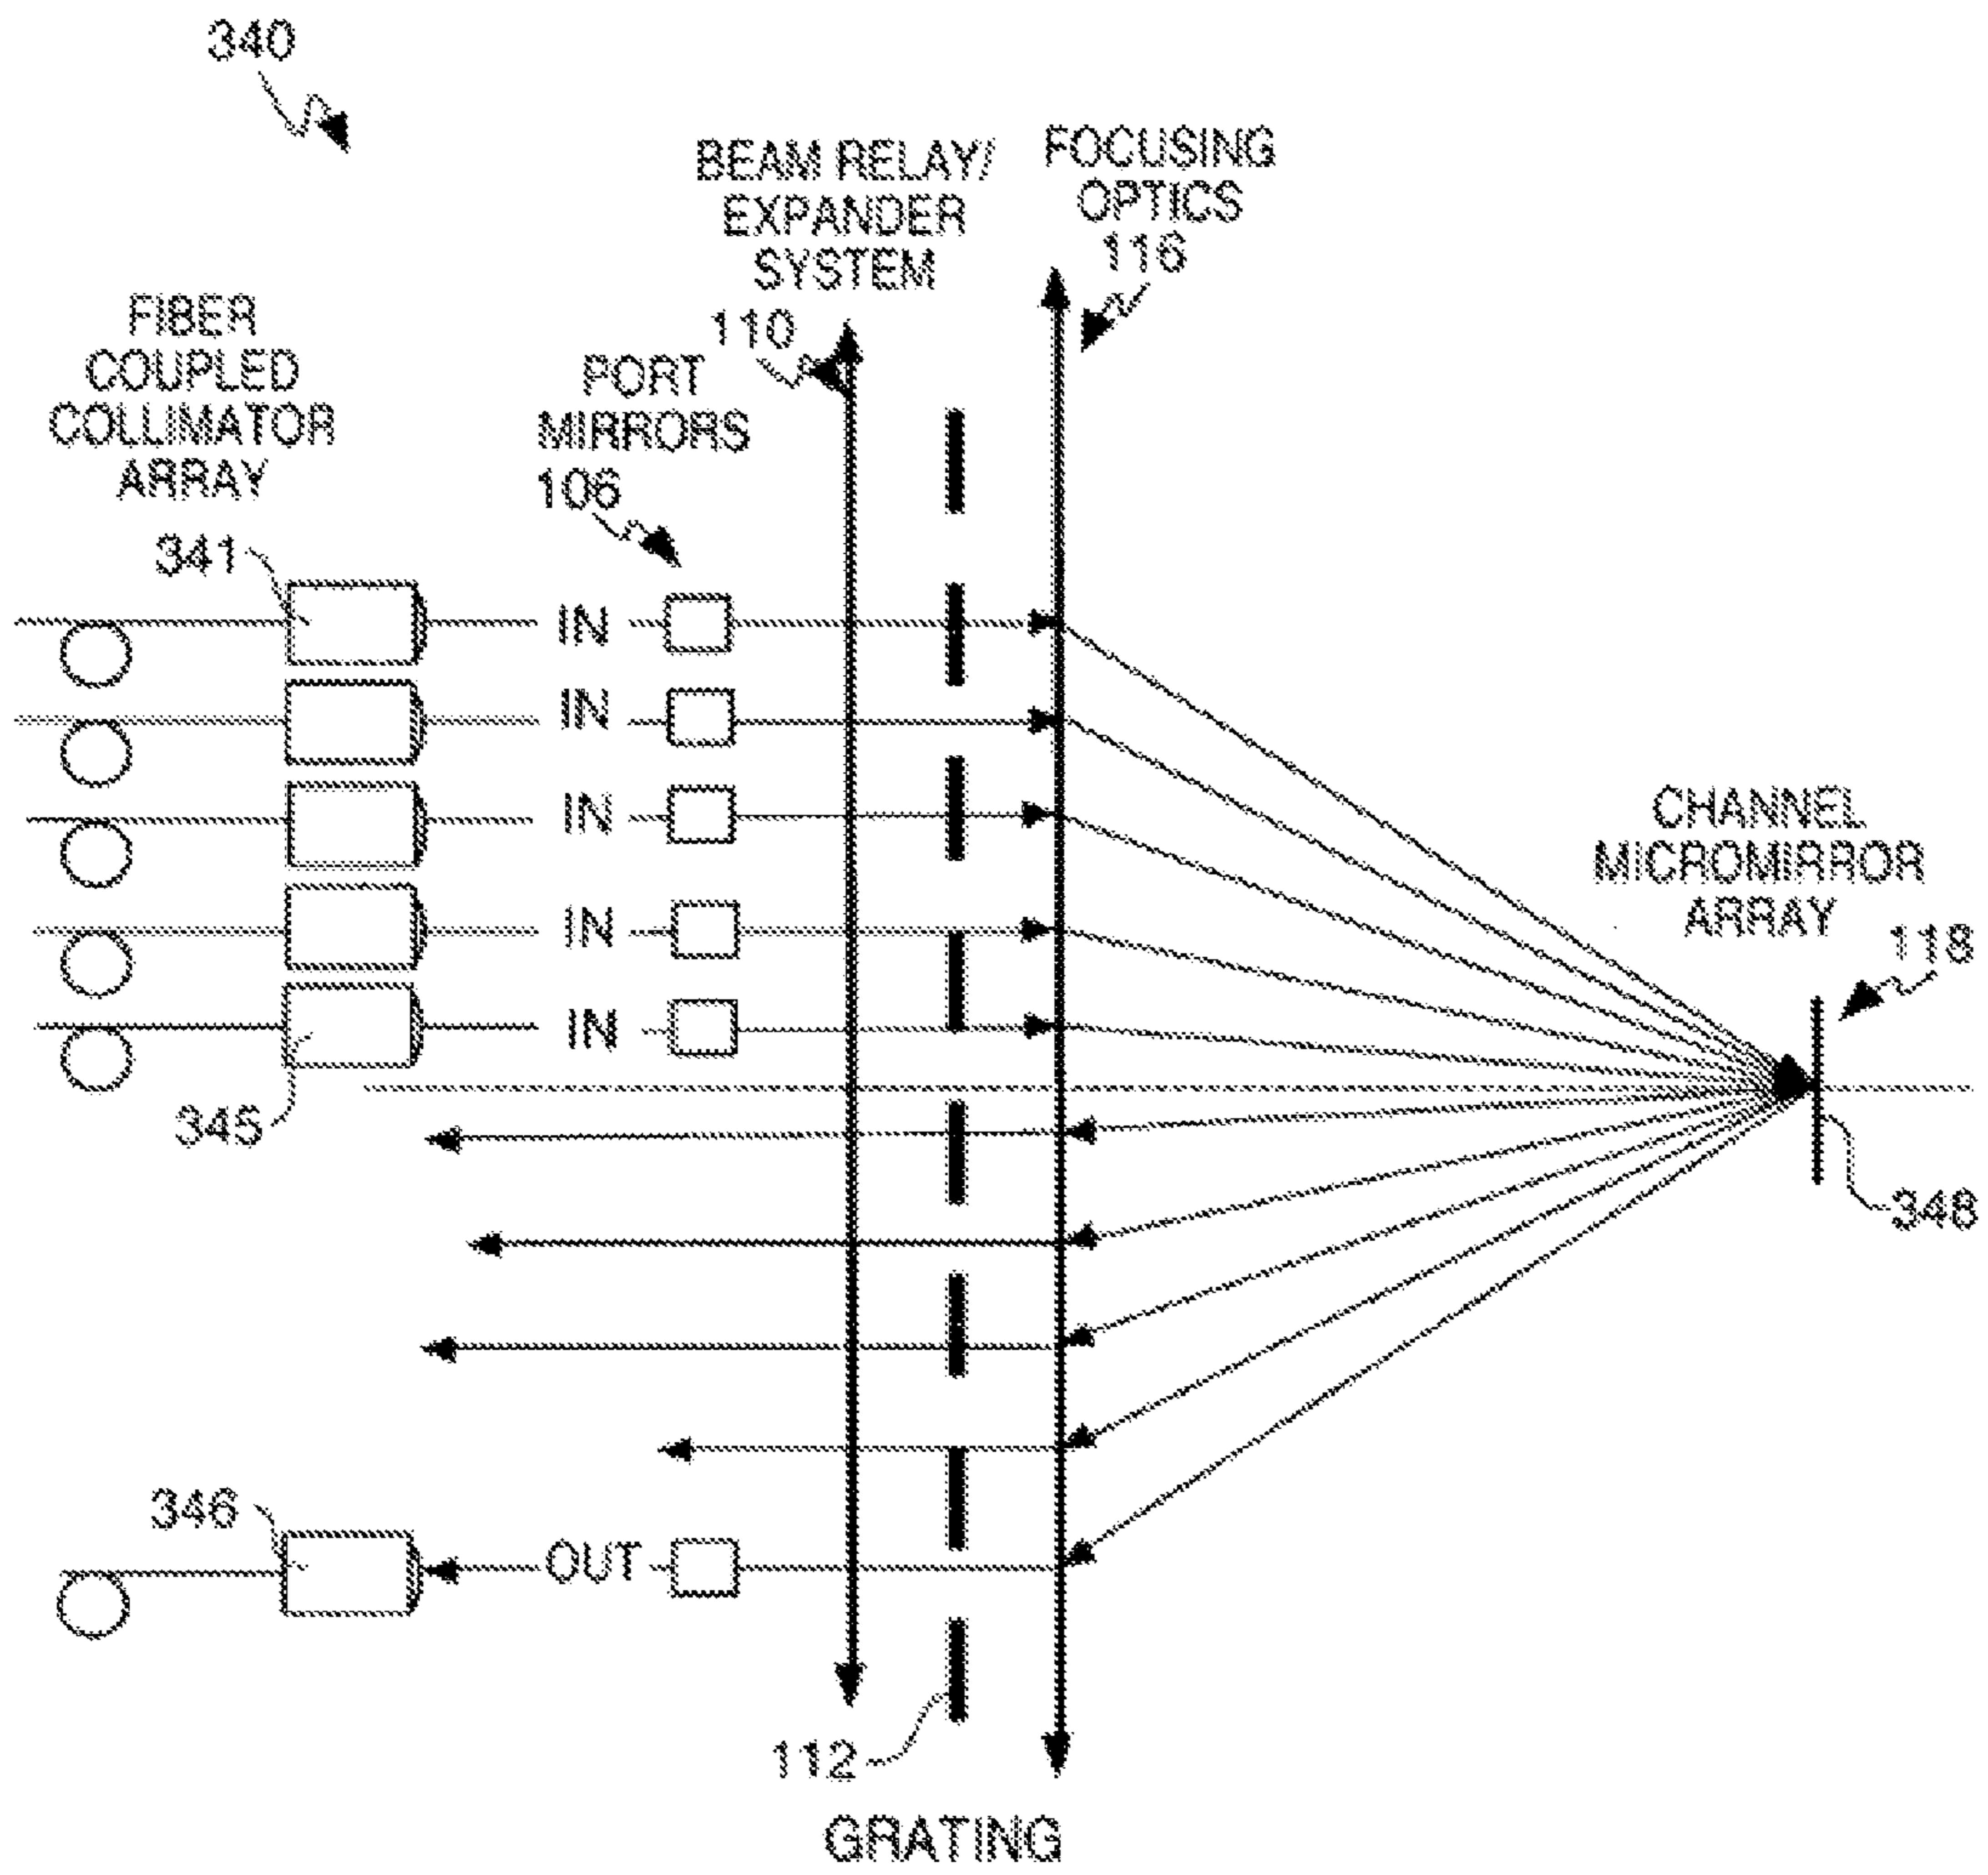 340
BEAM RELAY/
EXPANDER
SYSTEM
110
FOCUSING
OPTICS
116
FIBER
COUPLED
COLLIMATOR
ARRAY
PORT
MIRRORS
106
341
IN
IN
IN
IN
IN
345
CHANNEL
MICROMIRROR
ARRAY
118
348
346
OUT
112
GRATING